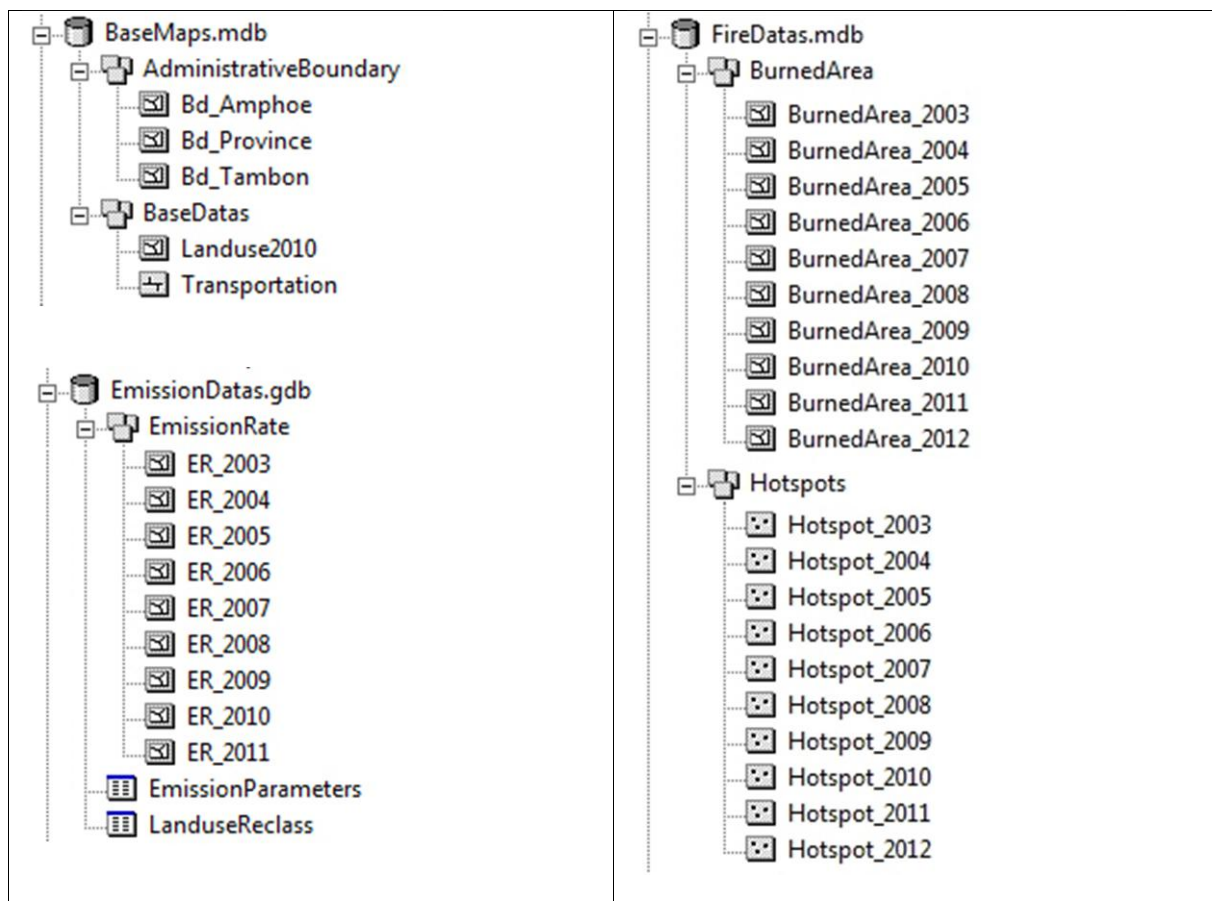 BaseMaps.mdb
AdministrativeBoundary
Bd_Amphoe
Bd_Province
Bd_Tambon
BaseDatas
Landuse2010
Transportation
EmissionDatas.gdb
EmissionRate
ER_2003
ER_2004
ER_2005
ER_2006
ER_2007
ER_2008
ER_2009
ER_2010
ER_2011
EmissionParameters
LanduseReclass
FireDatas.mdb
BurnedArea
BurnedArea_2003
BurnedArea_2004
BurnedArea_2005
BurnedArea_2006
BurnedArea_2007
BurnedArea_2008
BurnedArea_2009
BurnedArea_2010
BurnedArea_2011
BurnedArea_2012
Hotspots
Hotspot_2003
Hotspot_2004
Hotspot_2005
Hotspot_2006
Hotspot_2007
Hotspot_2008
Hotspot_2009
Hotspot_2010
Hotspot_2011
Hotspot_2012